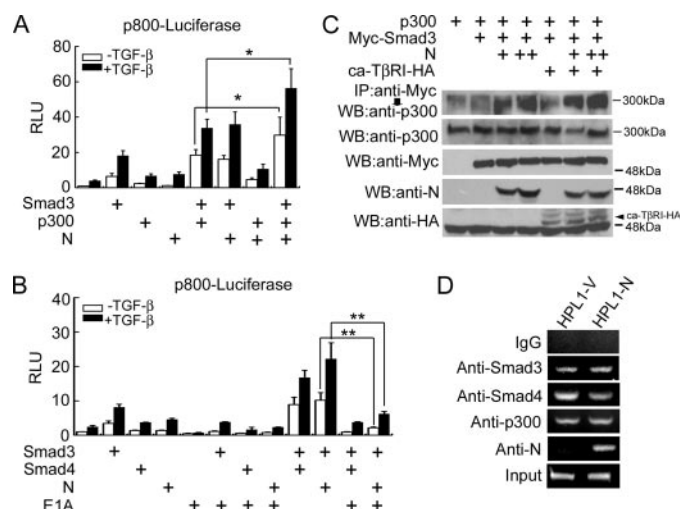 A
p800-Luciferase
80
60
40
20
0
RLU
-TGF-β
+TGF-β
*
*
Smad3 + + + +
p300 + + + +
N + + + +
B
p800-Luciferase
40
30
20
10
0
RLU
-TGF-β
+TGF-β
**
**
Smad3 + + + + + +
Smad4 + + + +
N + + + +
E1A + + + + + +
C
p300 + + + + + + +
Myc-Smad3 + + + + + +
N + ++ + ++
ca-TβRI-HA + + +
IP:anti-Myc
WB:anti-p300
300kDa
WB:anti-p300
300kDa
WB:anti-Myc
48kDa
WB:anti-N
48kDa
WB:anti-HA
ca-TβRI-HA
48kDa
D
HPL1-V
HPL1-N
IgG
Anti-Smad3
Anti-Smad4
Anti-p300
Anti-N
Input